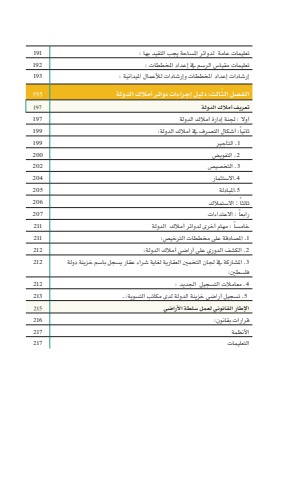 تعليمات عامة لدوائر المساحة يجب التقيد بها : 191
تعليمات مقياس الرسم في إعداد المخططات : 192
إرشادات إعداد المخططات وإرشادات للأعمال الميدانية : 193
الفصل الثالث: دليل إجراءات دوائر أملاك الدولة 195
تعريف أملاك الدولة 197
أولا : لجنة إدارة أملاك الدولة 197
ثانياً: أشكال التصرف في أملاك الدولة: 199
1. التأجير 199
2. التفويض 200
3. التخصيص 202
4.الاستثمار 204
5.المبادلة 205
ثالثاً : الاستملاك 206
رابعاً : الاعتداءات 207
خامساً : مهام أخرى لدوائر أملاك الدولة 211
1. المصادقة على مخططات الترخيص: 211
2. الكشف الدوري على أراضي أملاك الدولة: 212
3. المشاركة في لجان التخمين العقارية لغاية شراء عقار يسجل باسم خزينة دولة 212
فلسطين:
4. معاملات التسجيل الجديد : 212
5. تسجيل أراضي خزينة الدولة لدى مكاتب التسوية:. 213
الإطار القانوني لعمل سلطة الأراضي 215
قرارات بقانون: 216
الأنظمة 217
التعليمات 217